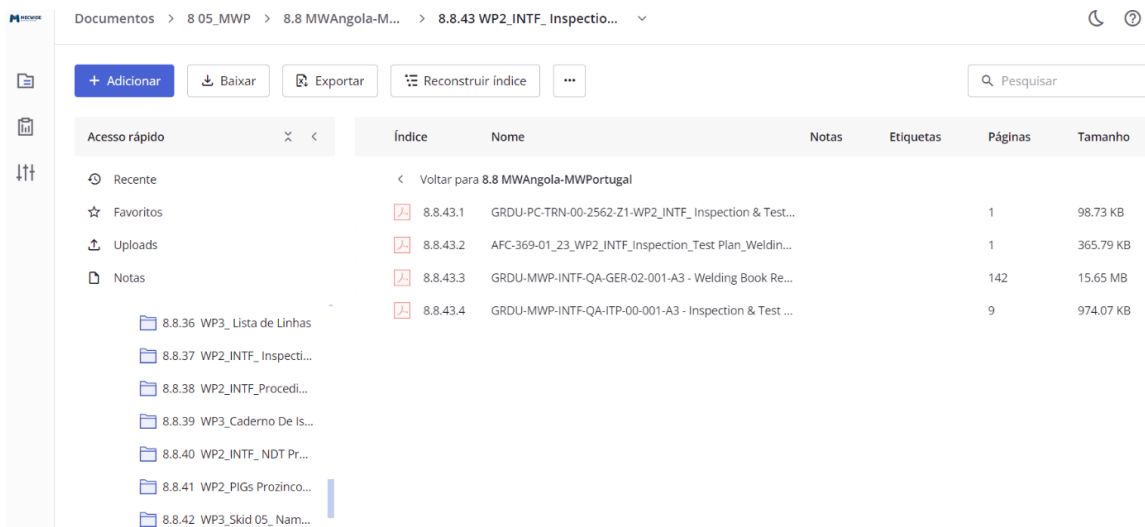 MECWIDE
Documentos > 8 05_MWP > 8.8 MWAngola-M... > 8.8.43 WP2_INTF_ Inspectio...
+ Adicionar Baixar Exportar Reconstruir índice ... Pesquisar
Acesso rápido
Recente
Favoritos
Uploads
Notas
8.8.36 WP3_ Lista de Linhas
8.8.37 WP2_INTF_ Inspecti...
8.8.38 WP2_INTF_Procedi...
8.8.39 WP3_Caderno De Is...
8.8.40 WP2_INTF_ NDT Pr...
8.8.41 WP2_PIGs Prozinco...
8.8.42 WP3_Skid 05_ Nam...
Índice Nome Notas Etiquetas Páginas Tamanho
< Voltar para 8.8 MWAngola-MWPortugal
8.8.43.1 GRDU-PC-TRN-00-2562-Z1-WP2_INTF_ Inspection & Test... 1 98.73 KB
8.8.43.2 AFC-369-01_23_WP2_INTF_Inspection_Test Plan_Weldin... 1 365.79 KB
8.8.43.3 GRDU-MWP-INTF-QA-GER-02-001-A3 - Welding Book Re... 142 15.65 MB
8.8.43.4 GRDU-MWP-INTF-QA-ITP-00-001-A3 - Inspection & Test ... 9 974.07 KB